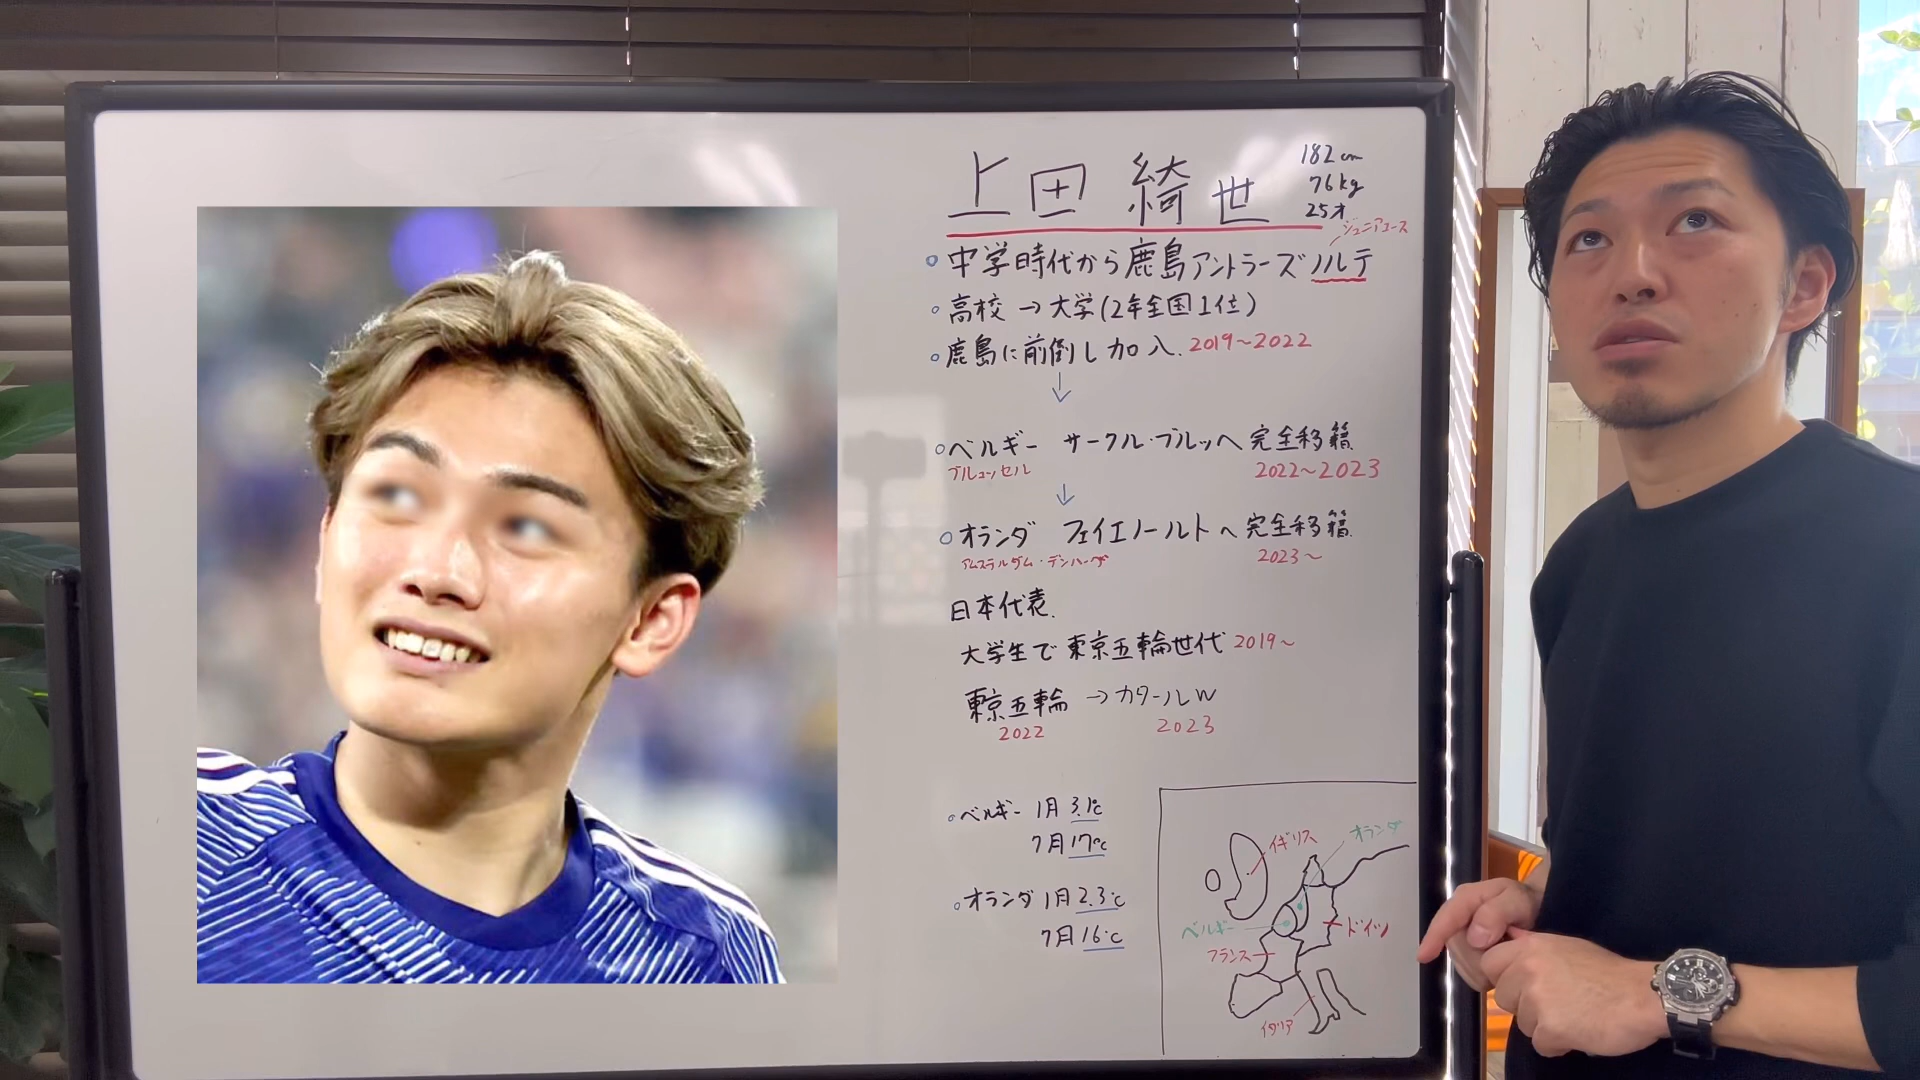 上田 綺世
182cm
76kg
25才
ジュニアユース
○中学時代から鹿島アントラーズノルテ
○高校→大学(2年全国1位)
○鹿島に前倒し加入. 2019~2022
↓
○ベルギー サークル・ブルッヘ完全移籍
ブリュッセル 2022~2023
↓
○オランダ フェイエノールトへ完全移籍
アムステルダム・デンハーグ 2023~
日本代表.
大学生で東京五輪世代 2019~
東京五輪 → カタールW
2022 2023
○ベルギー 1月 3.1℃
7月 17℃
○オランダ 1月 2.3℃
7月 16℃
イギリス
オランダ
ベルギー
ドイツ
フランス
イタリア